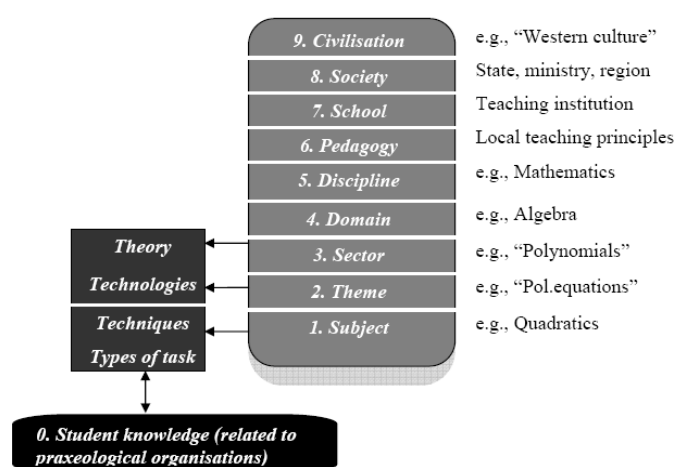 9. Civilisation
e.g., “Western culture”
8. Society
State, ministry, region
7. School
Teaching institution
6. Pedagogy
Local teaching principles
5. Discipline
e.g., Mathematics
4. Domain
e.g., Algebra
Theory
3. Sector
e.g., “Polynomials”
Technologies
2. Theme
e.g., “Pol.equations”
Techniques
1. Subject
e.g., Quadratics
Types of task
0. Student knowledge (related to
praxeological organisations)